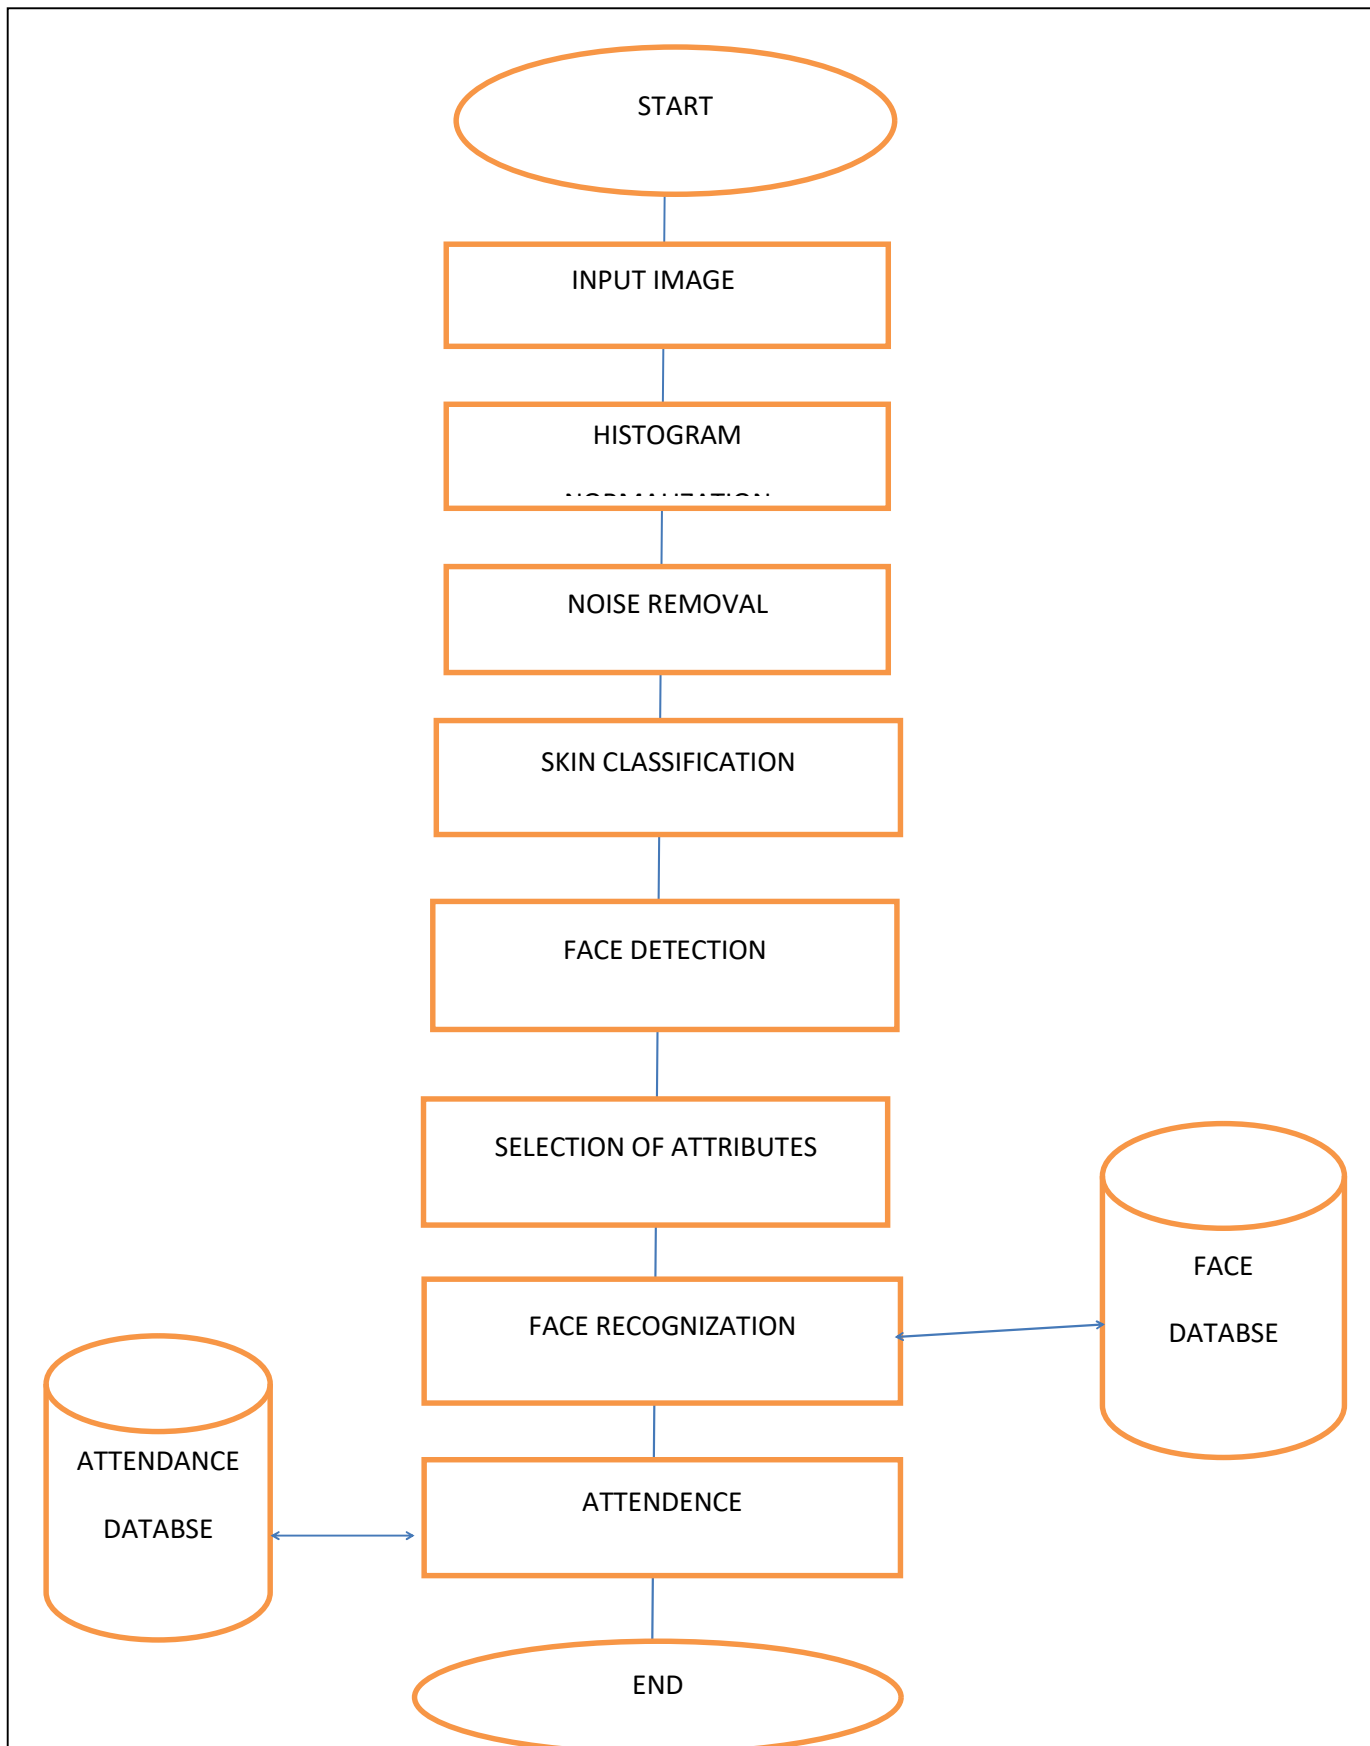 START
INPUT IMAGE
HISTOGRAM
NORMALIZATION
NOISE REMOVAL
SKIN CLASSIFICATION
FACE DETECTION
SELECTION OF ATTRIBUTES
FACE
DATABSE
FACE RECOGNIZATION
ATTENDANCE
DATABSE
ATTENDENCE
END